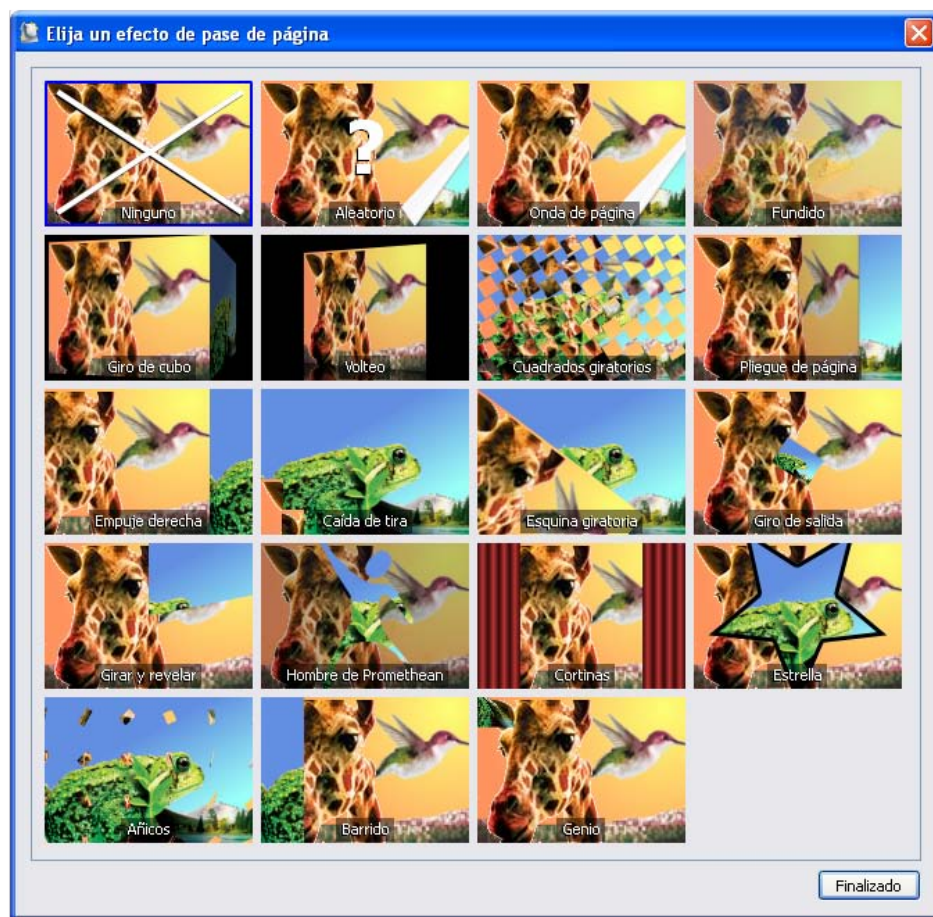 Elija un efecto de pase de página
Ninguno
Aleatorio
?
Onda de página
Fundido
Giro de cubo
Volteo
Cuadrados giratorios
Pliegue de página
Empuje derecha
Caída de tira
Esquina giratoria
Giro de salida
Girar y revelar
Hombre de Promethean
Cortinas
Estrella
Añicos
Barrido
Genio
Finalizado